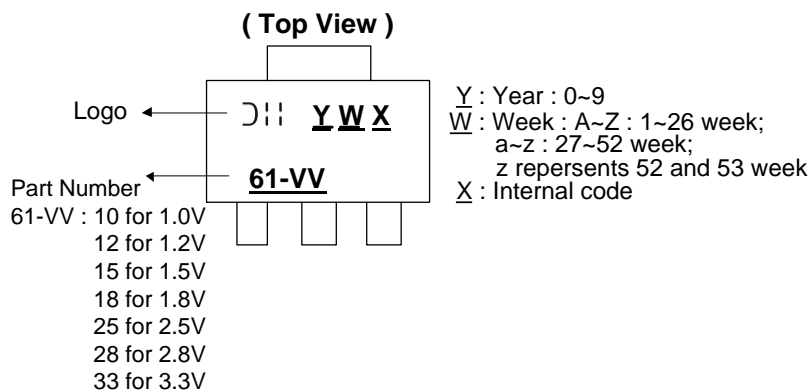 ( Top View )
Logo
Y W X
61-VV
Y : Year : 0~9
W : Week : A~Z : 1~26 week;
a~z : 27~52 week;
z repersents 52 and 53 week
X : Internal code
Part Number
61-VV : 10 for 1.0V
12 for 1.2V
15 for 1.5V
18 for 1.8V
25 for 2.5V
28 for 2.8V
33 for 3.3V